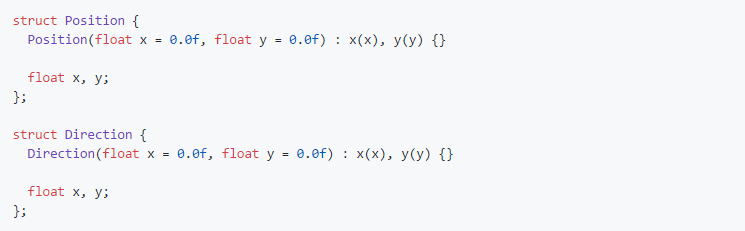 struct Position {
  Position(float x = 0.0f, float y = 0.0f) : x(x), y(y) {}

  float x, y;
};

struct Direction {
  Direction(float x = 0.0f, float y = 0.0f) : x(x), y(y) {}

  float x, y;
};